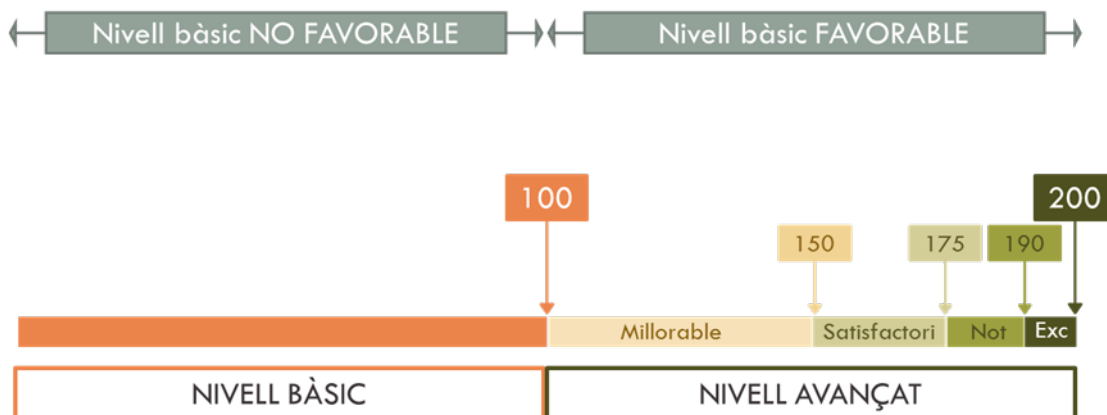 Nivell bàsic NO FAVORABLE
Nivell bàsic FAVORABLE
100
200
150
175
190
Millorable
Satisfactori
Not
Exc
NIVELL BÀSIC
NIVELL AVANÇAT